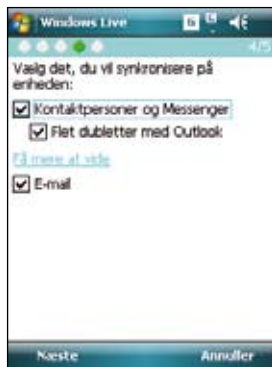 Windows Live
4/5
Vælg det, du vil synkronisere på
enheden:
Kontaktpersoner og Messenger
Flet dubletter med Outlook
Få mere at vide
E-mail
Næste
Annuller